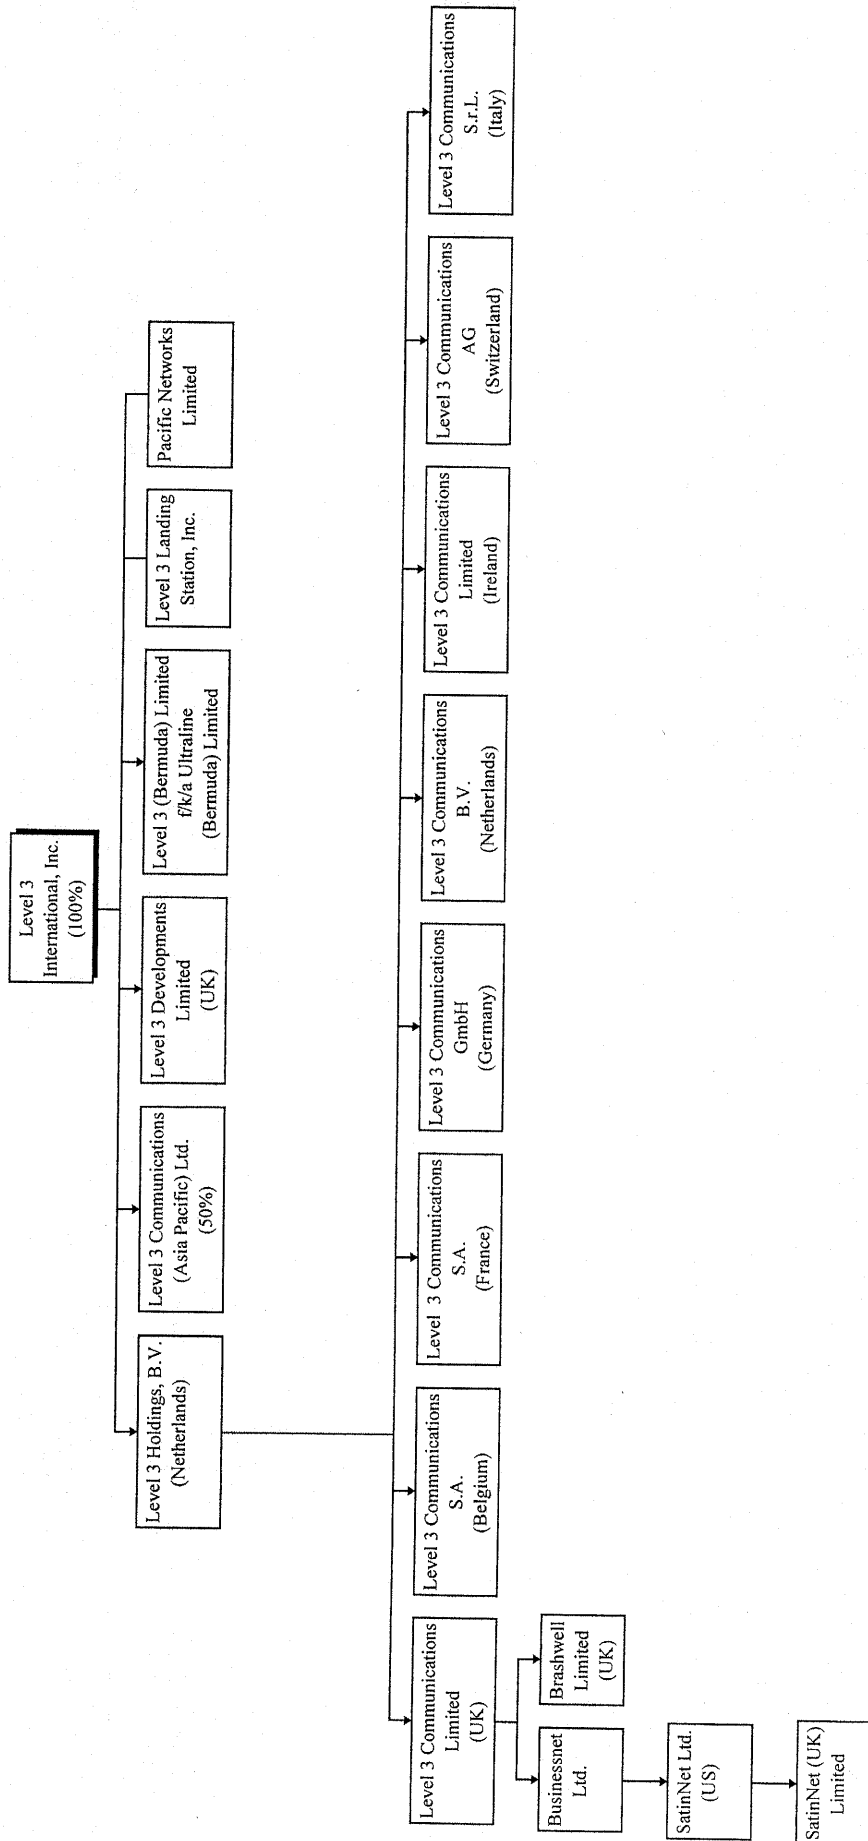 Level 3
International, Inc.
(100%)
Level 3 Holdings, B.V.
(Netherlands)
Level 3 Communications
(Asia Pacific) Ltd.
(50%)
Level 3 Developments
Limited
(UK)
Level 3 (Bermuda) Limited
f/k/a Ultraline
(Bermuda) Limited
Level 3 Landing
Station, Inc.
Pacific Networks
Limited
Level 3 Communications
Limited
(UK)
Level 3 Communications
S.A.
(Belgium)
Level 3 Communications
S.A.
(France)
Level 3 Communications
GmbH
(Germany)
Level 3 Communications
B.V.
(Netherlands)
Level 3 Communications
Limited
(Ireland)
Level 3 Communications
AG
(Switzerland)
Level 3 Communications
S.r.L.
(Italy)
Businessnet
Ltd.
Brashwell
Limited
(UK)
SatinNet Ltd.
(US)
SatinNet (UK)
Limited